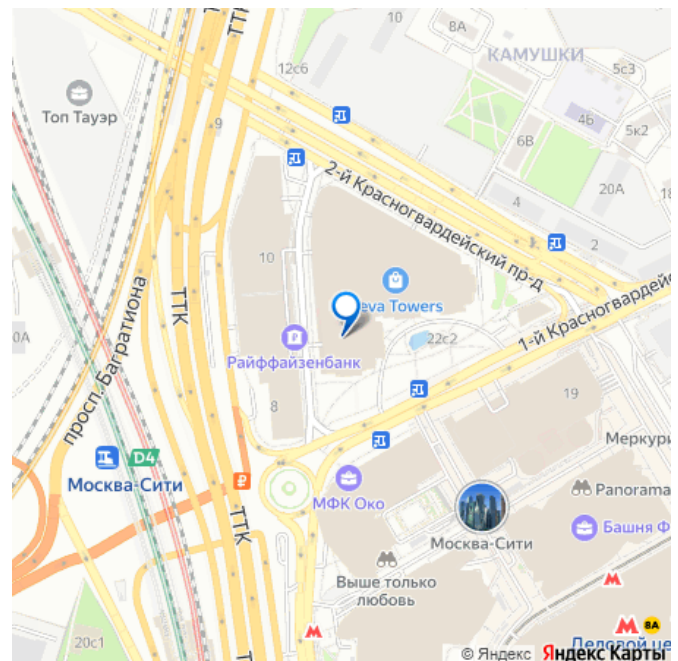 10
8А
КАМУШКИ
5с3
12с6
ТТК
Топ Тауэр
9
4Б
5к2
6В
2-й Красногвардейский пр-д
20А
4
2
10
eva Towers
просп. Багратиона
ТТК
22с2
1-й Красногвардейс
Райффайзенбанк
8
19
D4
Москва-Сити
Меркури
МФК Око
Panorama
ТТК
Башня Ф
Москва-Сити
Выше только
любовь
20с1
8А
Деловой це
© Яндекс Яндекс Карты